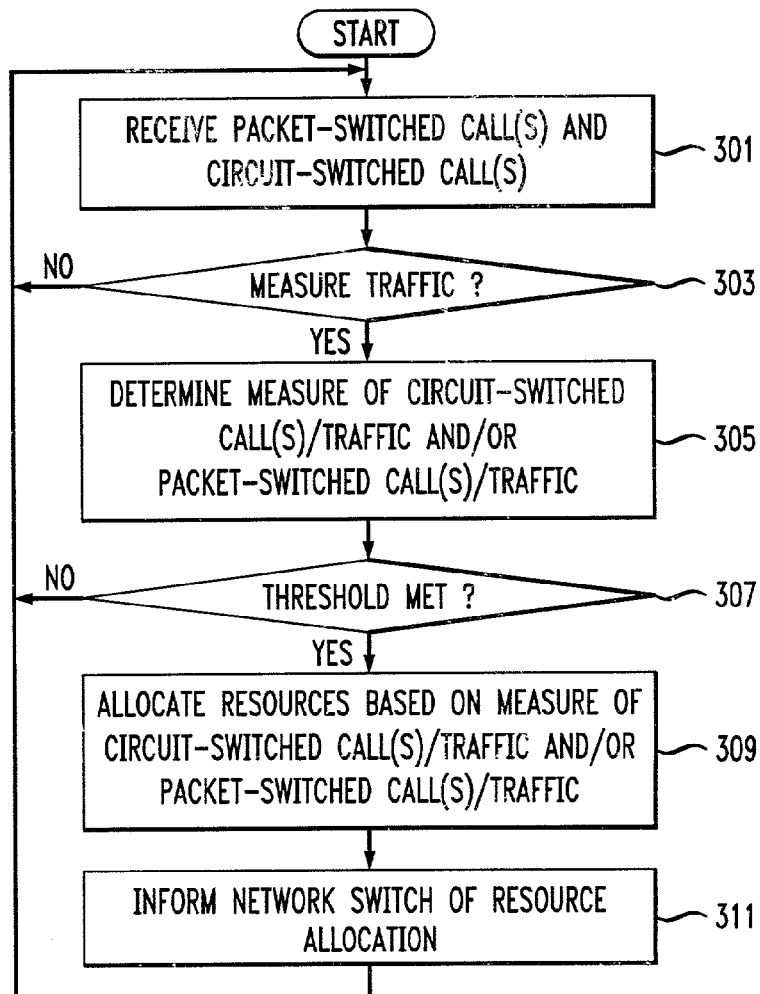 START
RECEIVE PACKET-SWITCHED CALL(S) AND
CIRCUIT-SWITCHED CALL(S)
301
NO
MEASURE TRAFFIC ?
303
YES
DETERMINE MEASURE OF CIRCUIT-SWITCHED
CALL(S)/TRAFFIC AND/OR
PACKET-SWITCHED CALL(S)/TRAFFIC
305
NO
THRESHOLD MET ?
307
YES
ALLOCATE RESOURCES BASED ON MEASURE OF
CIRCUIT-SWITCHED CALL(S)/TRAFFIC AND/OR
PACKET-SWITCHED CALL(S)/TRAFFIC
309
INFORM NETWORK SWITCH OF RESOURCE
ALLOCATION
311